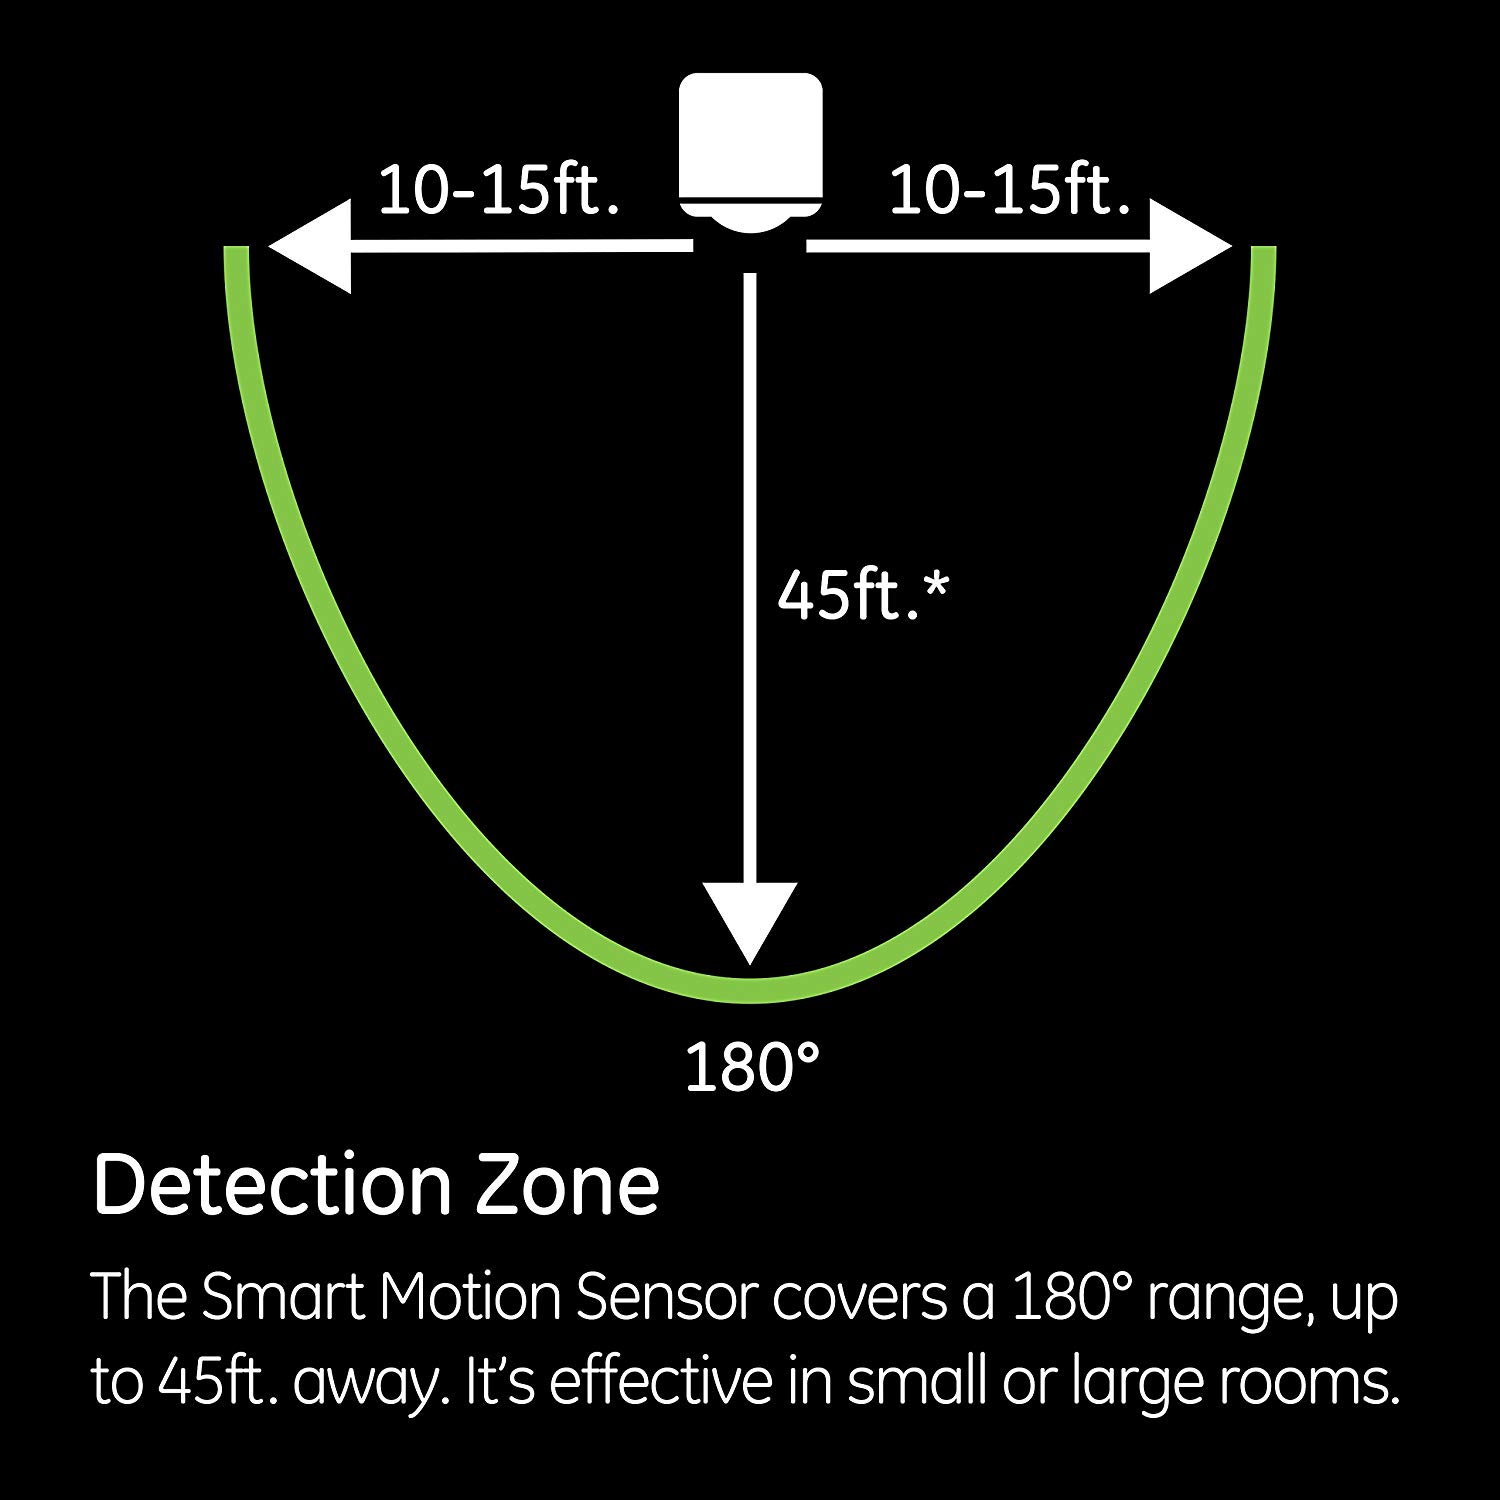 10-15ft. 10-15ft.
45ft.*
180°
Detection Zone
The Smart Motion Sensor covers a 180° range, up
to 45ft. away. It's effective in small or large rooms.